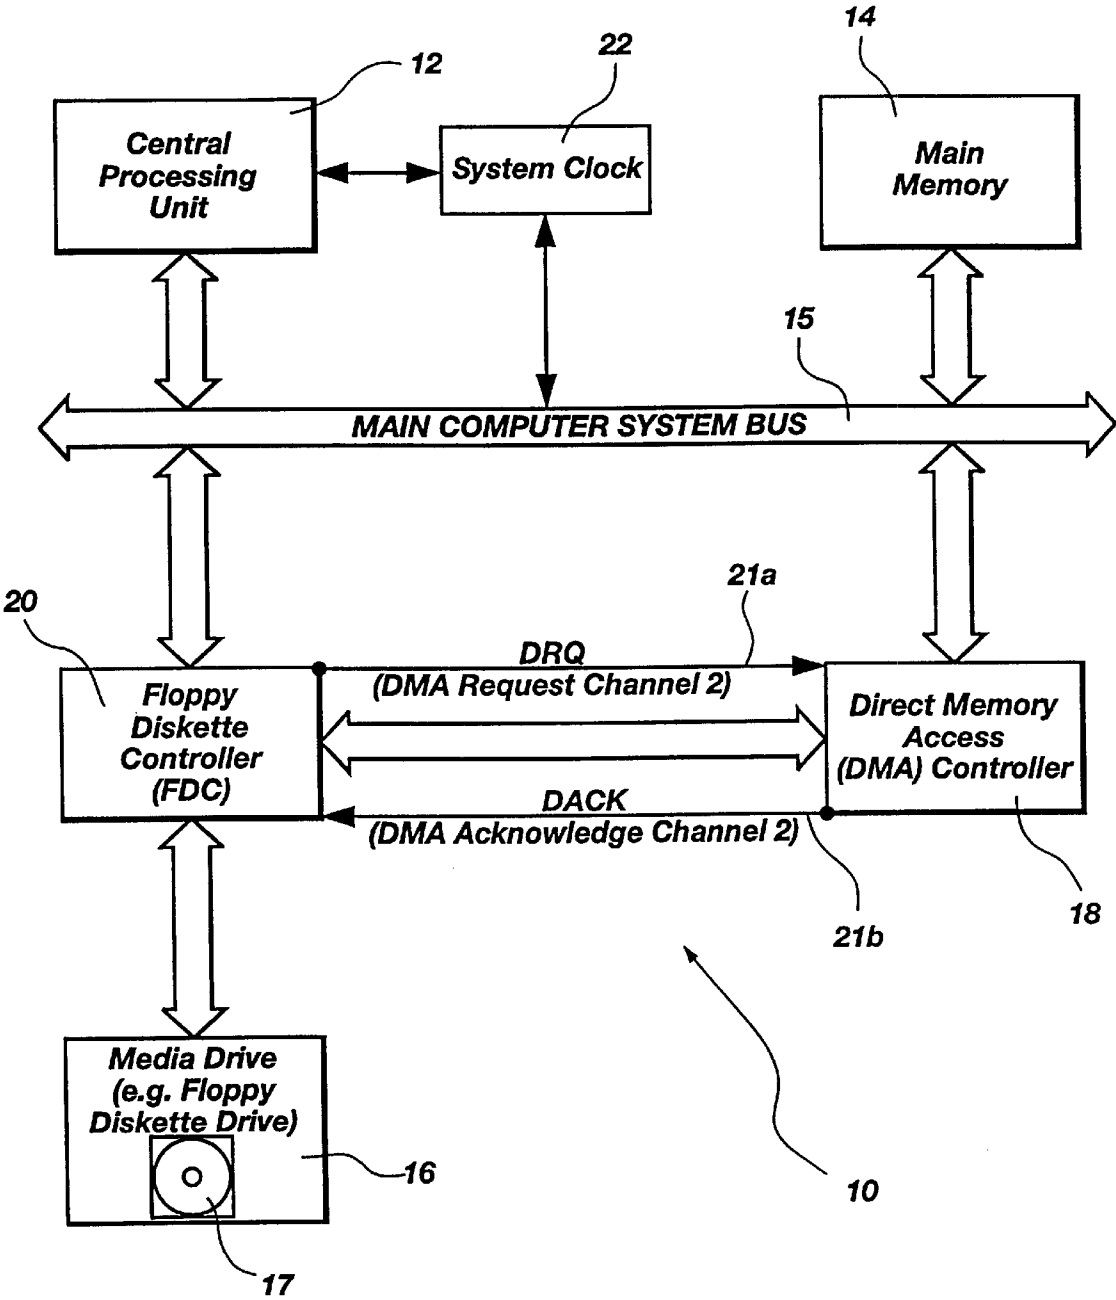 14
22
12
Central
Processing
Unit
System Clock
Main
Memory
15
MAIN COMPUTER SYSTEM BUS
21a
20
DRQ
(DMA Request Channel 2)
Floppy
Diskette
Controller
(FDC)
Direct Memory
Access
(DMA) Controller
DACK
(DMA Acknowledge Channel 2)
18
21b
Media Drive
(e.g. Floppy
Diskette Drive)
16
10
17